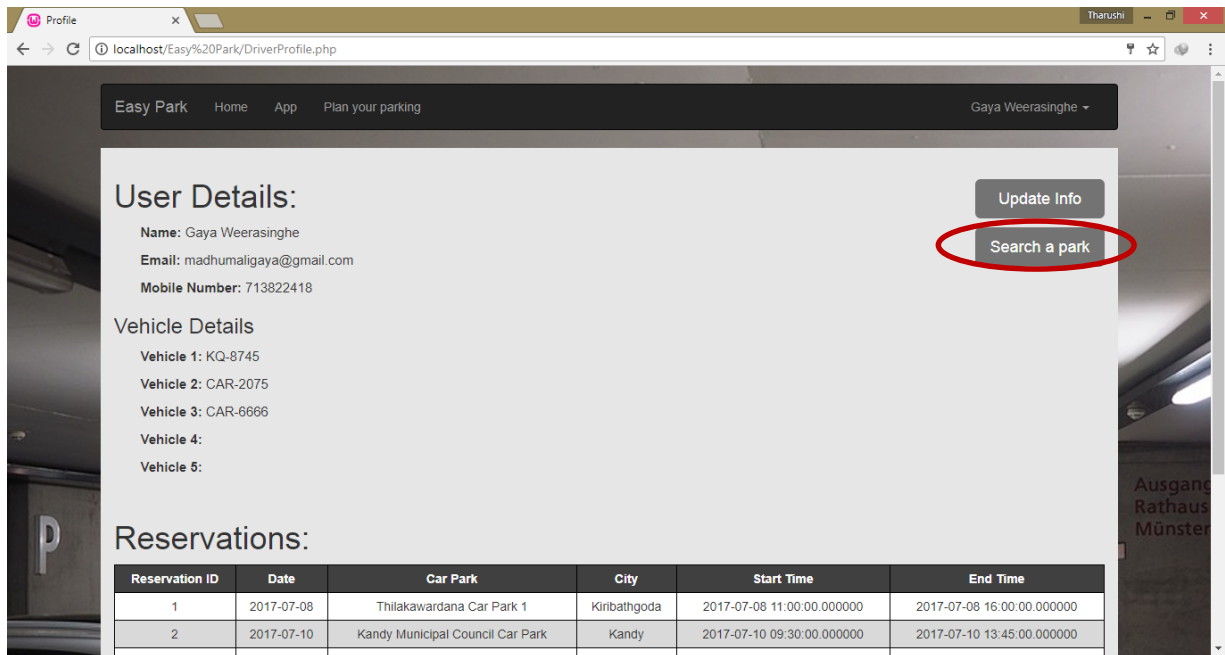 Profile
Tharushi
localhost/Easy%20Park/DriverProfile.php
Easy Park Home App Plan your parking Gaya Weerasinghe
User Details:
Update Info
Name: Gaya Weerasinghe
Search a park
Email: madhumaligaya@gmail.com
Mobile Number: 713822418
Vehicle Details
Vehicle 1: KQ-8745
Vehicle 2: CAR-2075
Vehicle 3: CAR-6666
Vehicle 4:
Vehicle 5:
Ausgang
Rathaus
Münster
P
Reservations:
Reservation ID Date Car Park City Start Time End Time
1 2017-07-08 Thilakawardana Car Park 1 Kiribathgoda 2017-07-08 11:00:00.000000 2017-07-08 16:00:00.000000
2 2017-07-10 Kandy Municipal Council Car Park Kandy 2017-07-10 09:30:00.000000 2017-07-10 13:45:00.000000